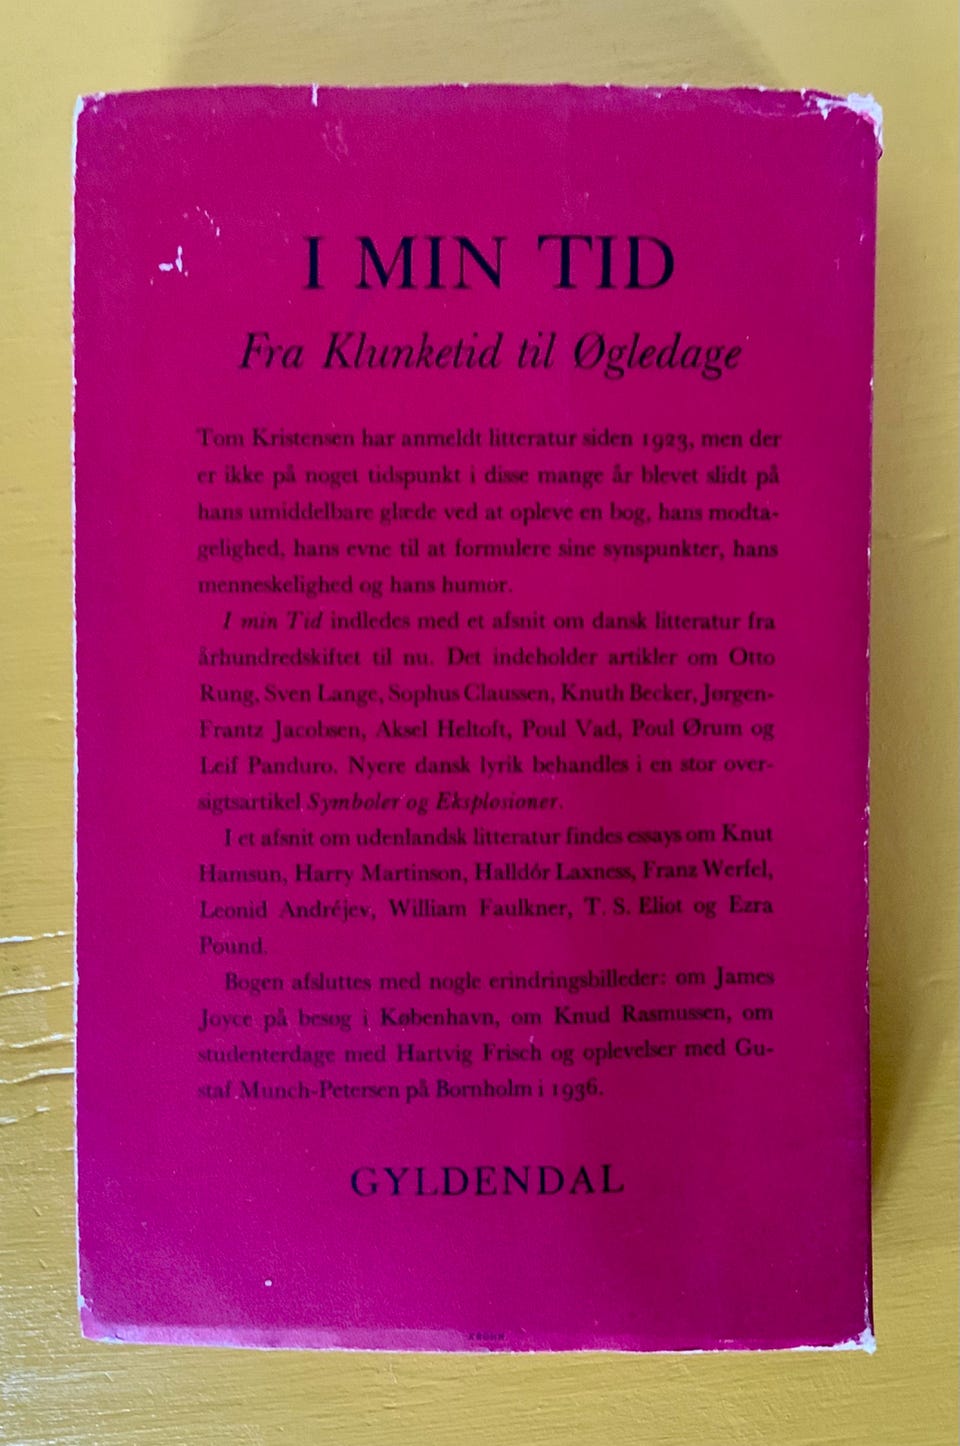 I MIN TID
Fra Klunketid til Øgledage
Tom Kristensen har anmeldt litteratur siden 1923, men der
er ikke på noget tidspunkt i disse mange år blevet slidt på
hans umiddelbare glæde ved at opleve en bog, hans modta-
gelighed, hans evne til at formulere sine synspunkter, hans
menneskelighed og hans humor.
I min Tid indledes med et afsnit om dansk litteratur fra
århundredskiftet til nu. Det indeholder artikler om Otto
Rung, Sven Lange, Sophus Claussen, Knuth Becker, Jørgen-
Frantz Jacobsen, Aksel Heltoft, Poul Vad, Poul Ørum og
Leif Panduro. Nyere dansk lyrik behandles i en stor over-
sigtsartikel Symboler og Eksplosioner.
I et afsnit om udenlandsk litteratur findes essays om Knut
Hamsun, Harry Martinson, Halldór Laxness, Franz Werfel,
Leonid Andréjev, William Faulkner, T. S. Eliot og Ezra
Pound.
Bogen afsluttes med nogle erindringsbilleder: om James
Joyce på besøg i København, om Knud Rasmussen, om
studenterdage med Hartvig Frisch og oplevelser med Gu-
staf Munch-Petersen på Bornholm i 1936.
GYLDENDAL
KROHN